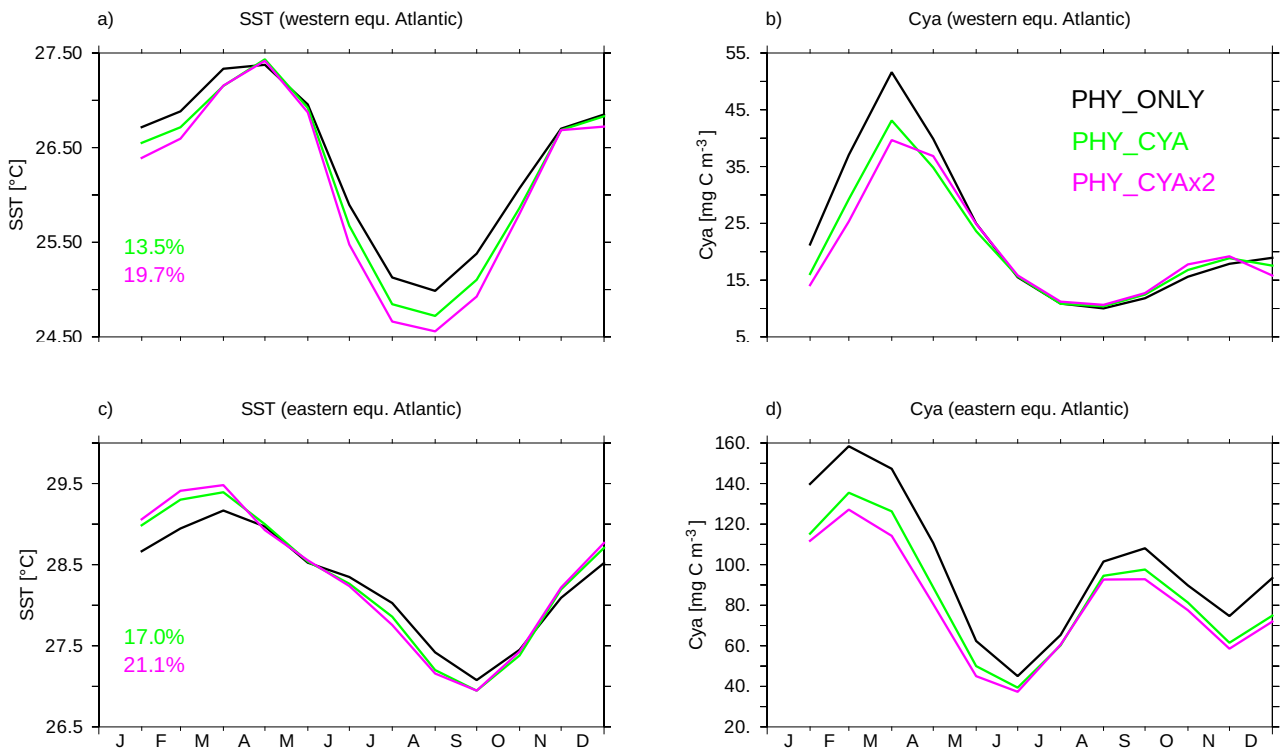 a) SST (western equ. Atlantic)
27.50
26.50
25.50
24.50
SST [°C]
13.5%
19.7%
b) Cya (western equ. Atlantic)
55.
45.
35.
25.
15.
5.
Cya [mg C m-3]
PHY_ONLY
PHY_CYA
PHY_CYAx2
c) SST (eastern equ. Atlantic)
29.5
28.5
27.5
26.5
SST [°C]
17.0%
21.1%
J F M A M J J A S O N D
d) Cya (eastern equ. Atlantic)
160.
140.
120.
100.
80.
60.
40.
20.
Cya [mg C m-3]
J F M A M J J A S O N D